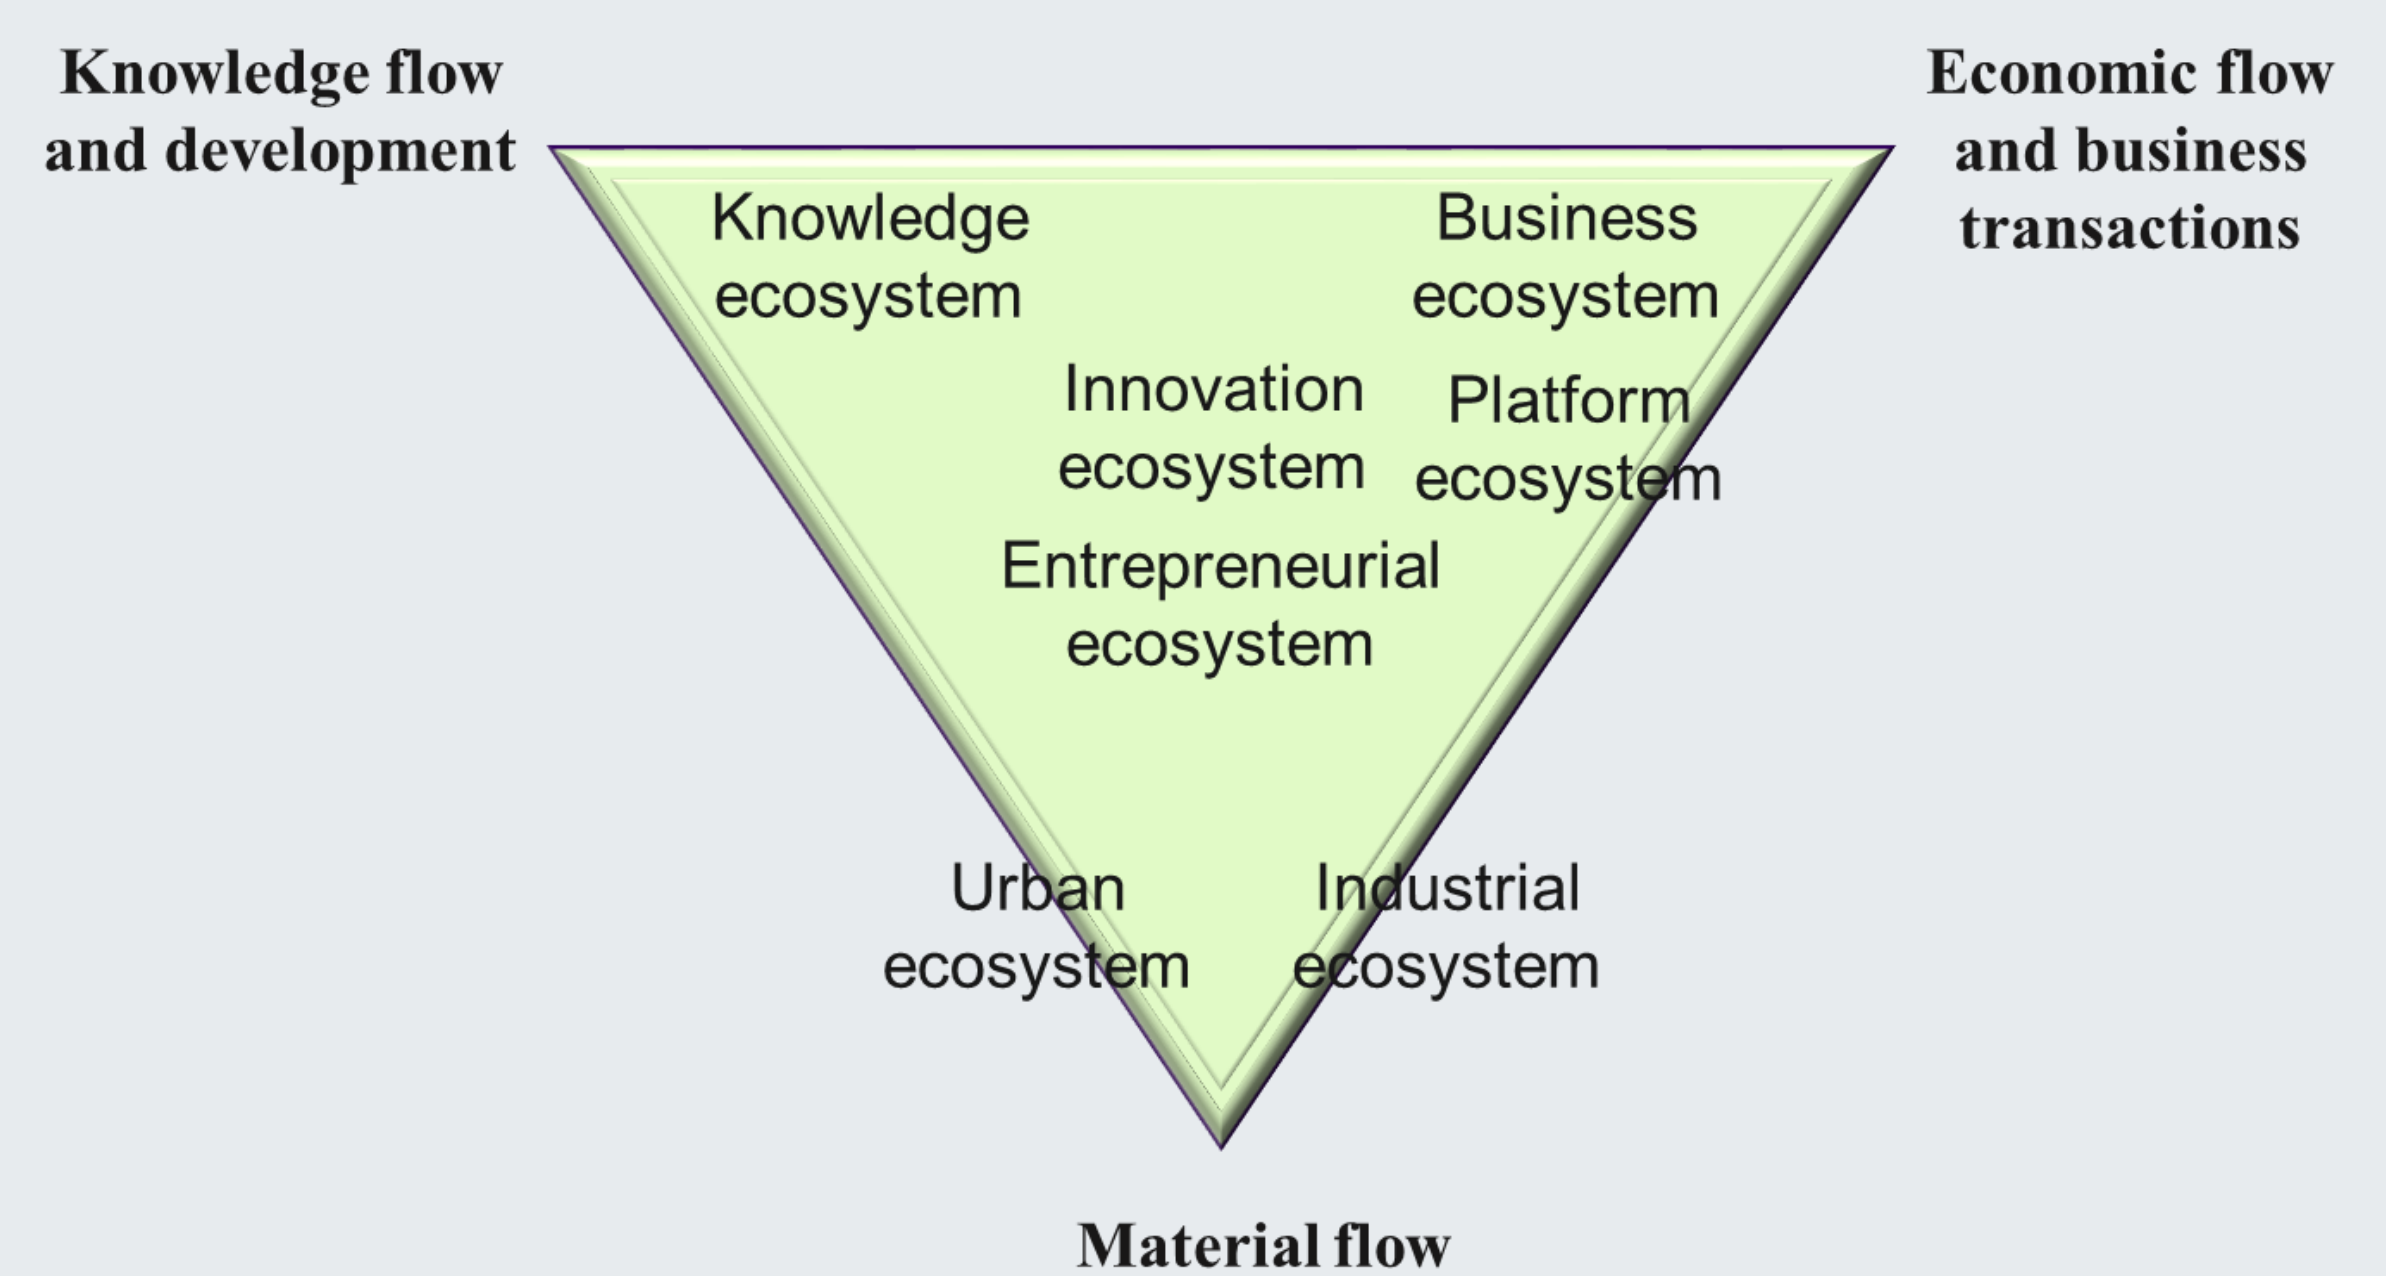 Knowledge flow
and development
Economic flow
and business
transactions
Knowledge
ecosystem
Business
ecosystem
Innovation
ecosystem
Platform
ecosystem
Entrepreneurial
ecosystem
Urban
ecosystem
Industrial
ecosystem
Material flow